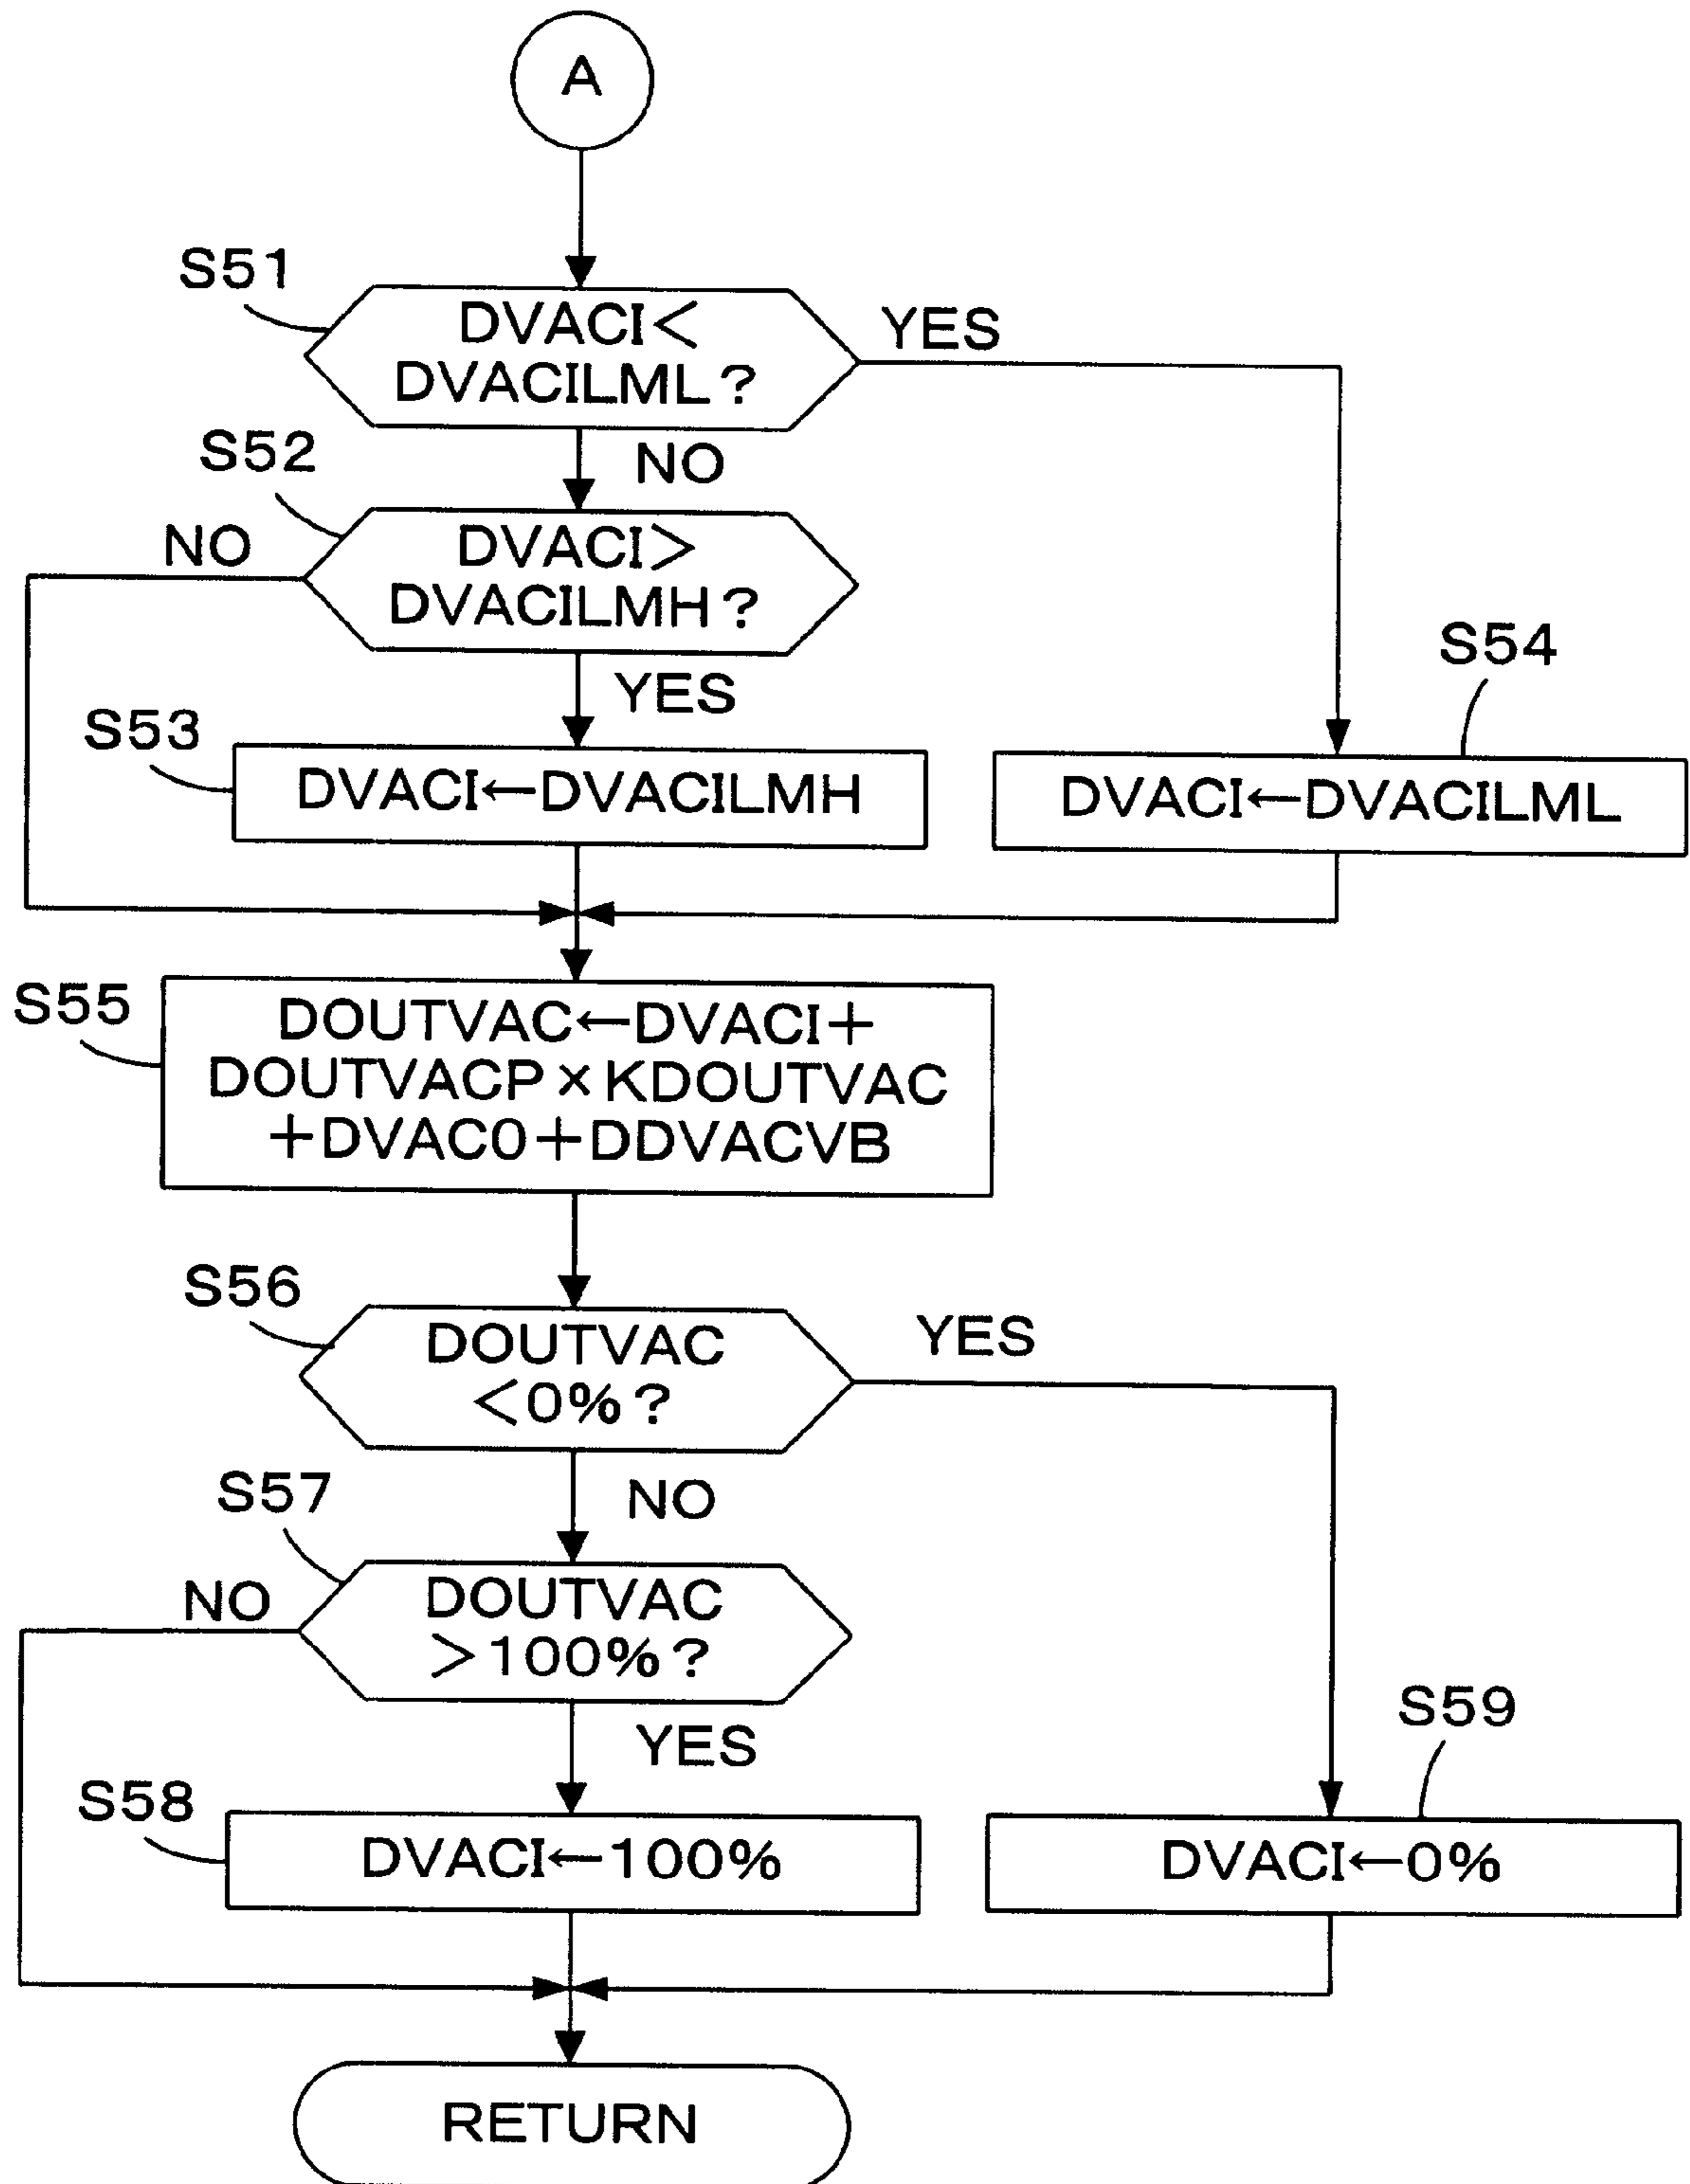 A
S51
DVACI<
DVACILML?
YES
NO
S52
NO
DVACI>
DVACILMH?
YES
S53
DVACI←DVACILMH
S54
DVACI←DVACILML
S55
DOUTVAC←DVACI+
DOUTVACP×KDOUTVAC
+DVAC0+DDVACVB
S56
DOUTVAC
<0%?
YES
NO
S57
NO
DOUTVAC
>100%?
YES
S58
DVACI←100%
S59
DVACI←0%
RETURN